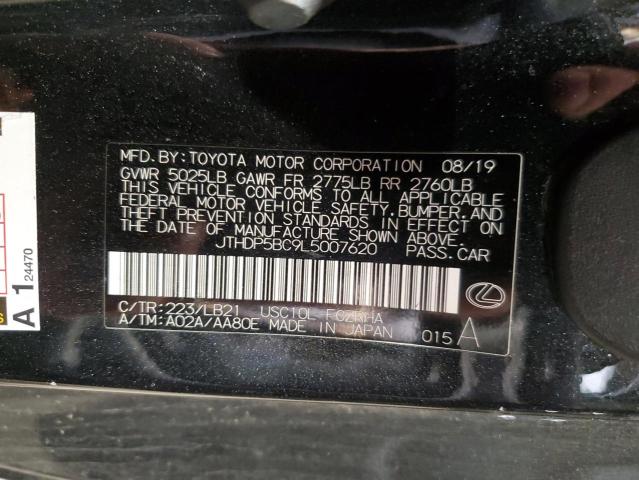 MFD. BY: TOYOTA MOTOR CORPORATION 08/19
GVWR 5025LB GAWR FR 2775LB RR 2760LB
THIS VEHICLE CONFORMS TO ALL APPLICABLE
FEDERAL MOTOR VEHICLE SAFETY, BUMPER, AND
THEFT PREVENTION STANDARDS IN EFFECT ON
THE DATE OF MANUFACTURE SHOWN ABOVE.
JTHDP5BC9L5007620 PASS. CAR
C/TR: 223/LB21 USC10L FCZRHA
A/TM: A02A/AA80E MADE IN JAPAN 015 A
A 1 24470